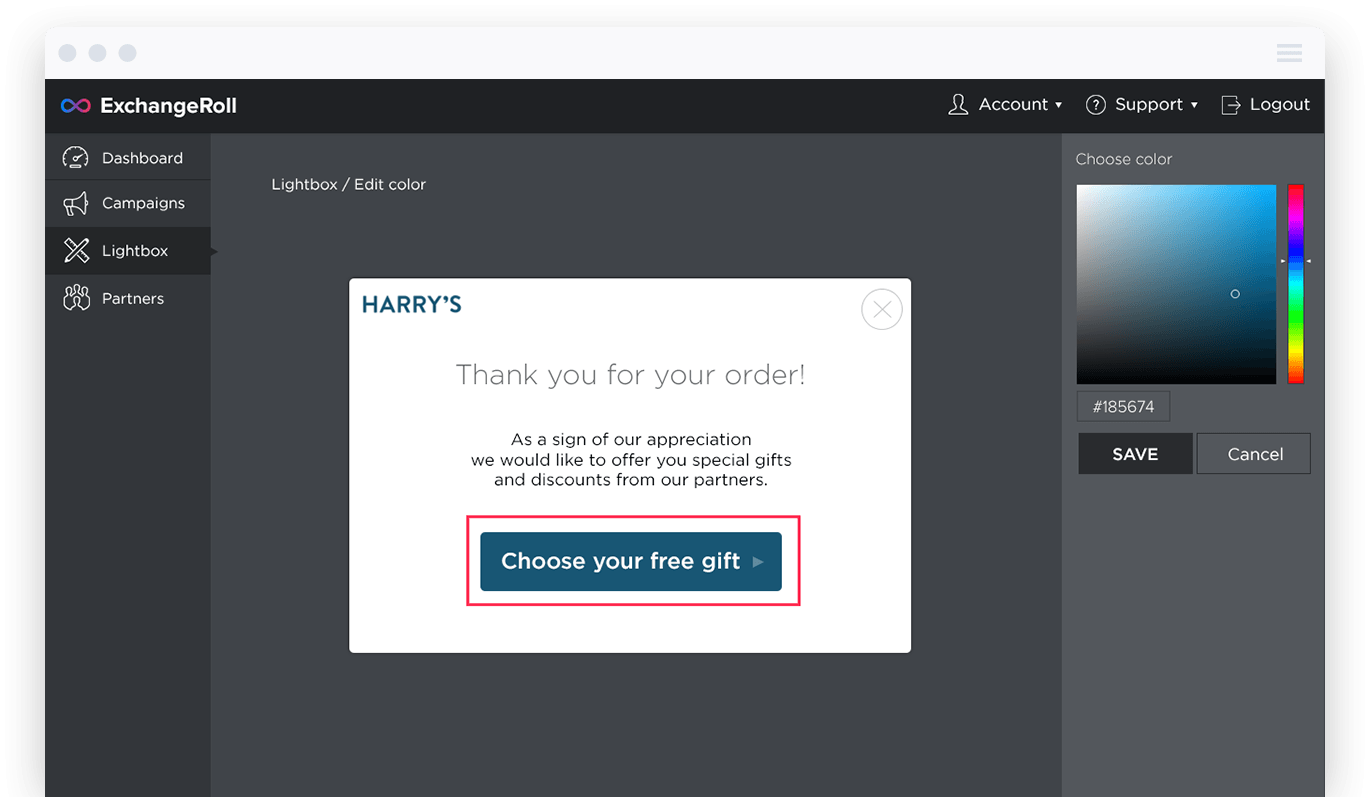 ExchangeRoll
Account
Support
Logout
Dashboard
Campaigns
Lightbox
Partners
Lightbox / Edit color
HARRY'S
Thank you for your order!
As a sign of our appreciation
we would like to offer you special gifts
and discounts from our partners.
Choose your free gift
Choose color
#185674
SAVE
Cancel